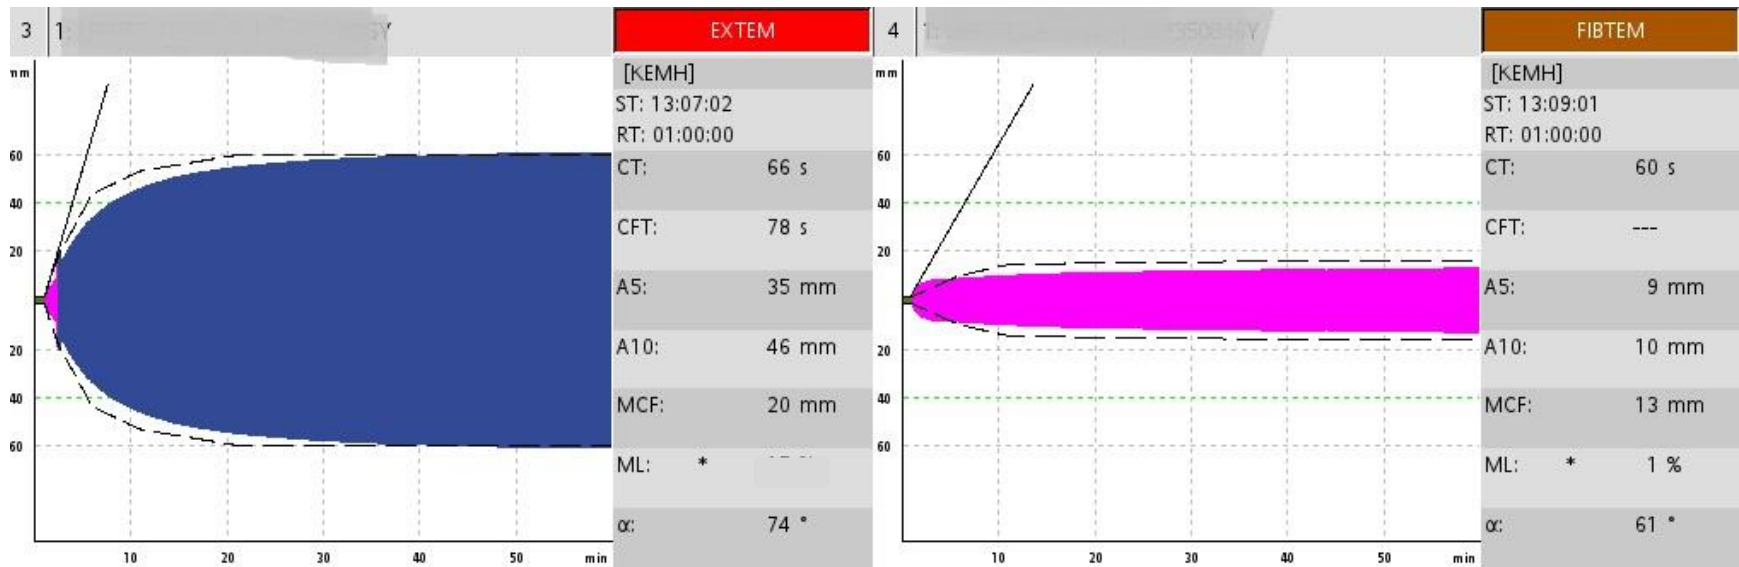 3
EXTEM
[KEMH]
ST: 13:07:02
RT: 01:00:00
CT: 66 s
CFT: 78 s
A5: 35 mm
A10: 46 mm
MCF: 20 mm
ML: *
α: 74 °
mm
60
40
20
20
40
60
10 20 30 40 50 min
4
FIBTEM
[KEMH]
ST: 13:09:01
RT: 01:00:00
CT: 60 s
CFT: ---
A5: 9 mm
A10: 10 mm
MCF: 13 mm
ML: * 1 %
α: 61 °
mm
60
40
20
20
40
60
10 20 30 40 50 min